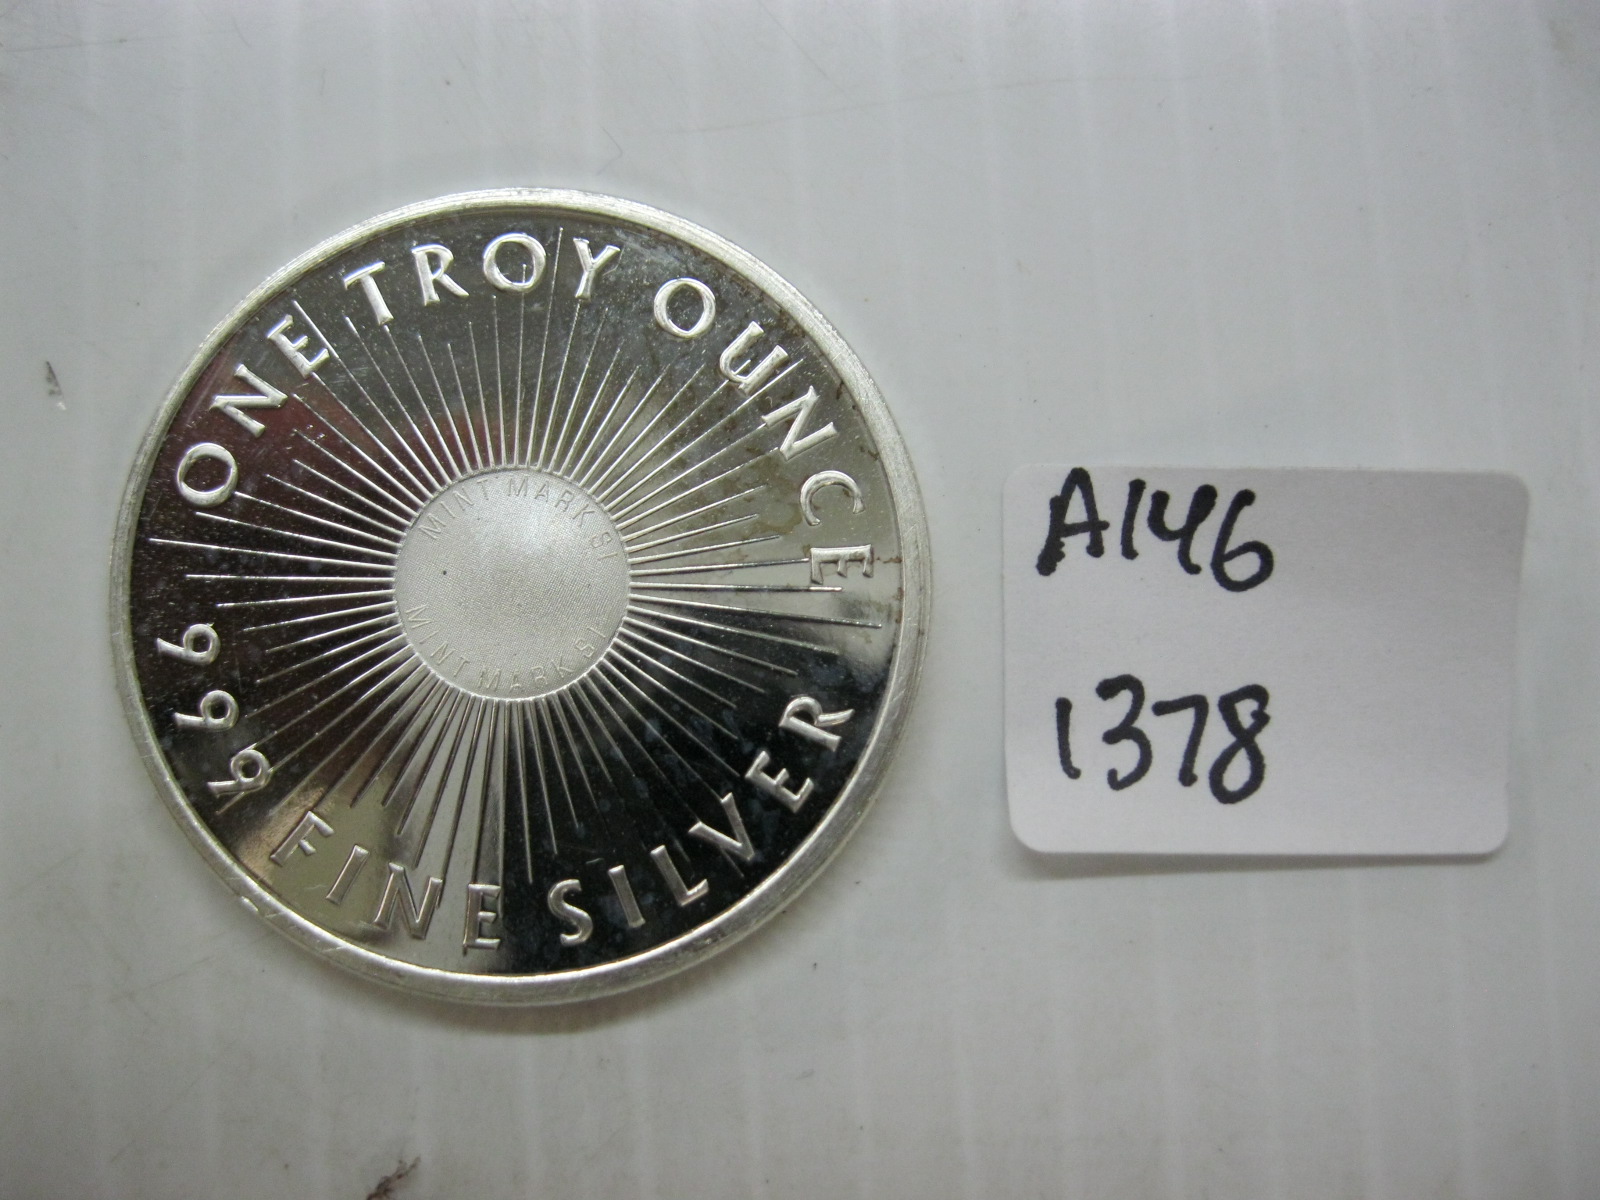 ONE TROY OUNCE
999 FINE SILVER
MINT MARK SI
MINT MARK SI
A146
1378